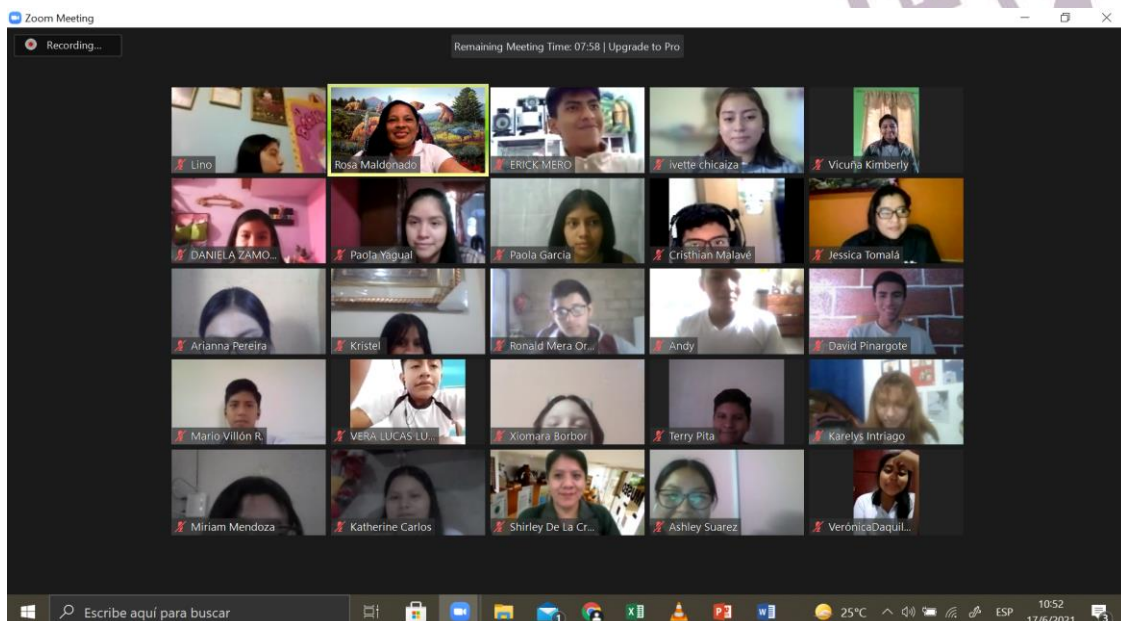 Zoom Meeting
Recording...
Remaining Meeting Time: 07:58 | Upgrade to Pro
Lino
Rosa Maldonado
ERICK MERO
ivette chicaiza
Vicuña Kimberly
DANIELA ZAMO...
Paola Yagual
Paola Garcia
Cristhian Malavé
Jessica Tomalá
Arianna Pereira
Kristel
Ronald Mera Or...
Andy
David Pinargote
Mario Villón R.
VERA LUCAS LU...
Xiomara Borbor
Terry Pita
Karelys Intriago
Miriam Mendoza
Katherine Carlos
Shirley De La Cr...
Ashley Suarez
VerónicaDaquil...
Escribe aquí para buscar
25°C
ESP
10:52
17/6/2021